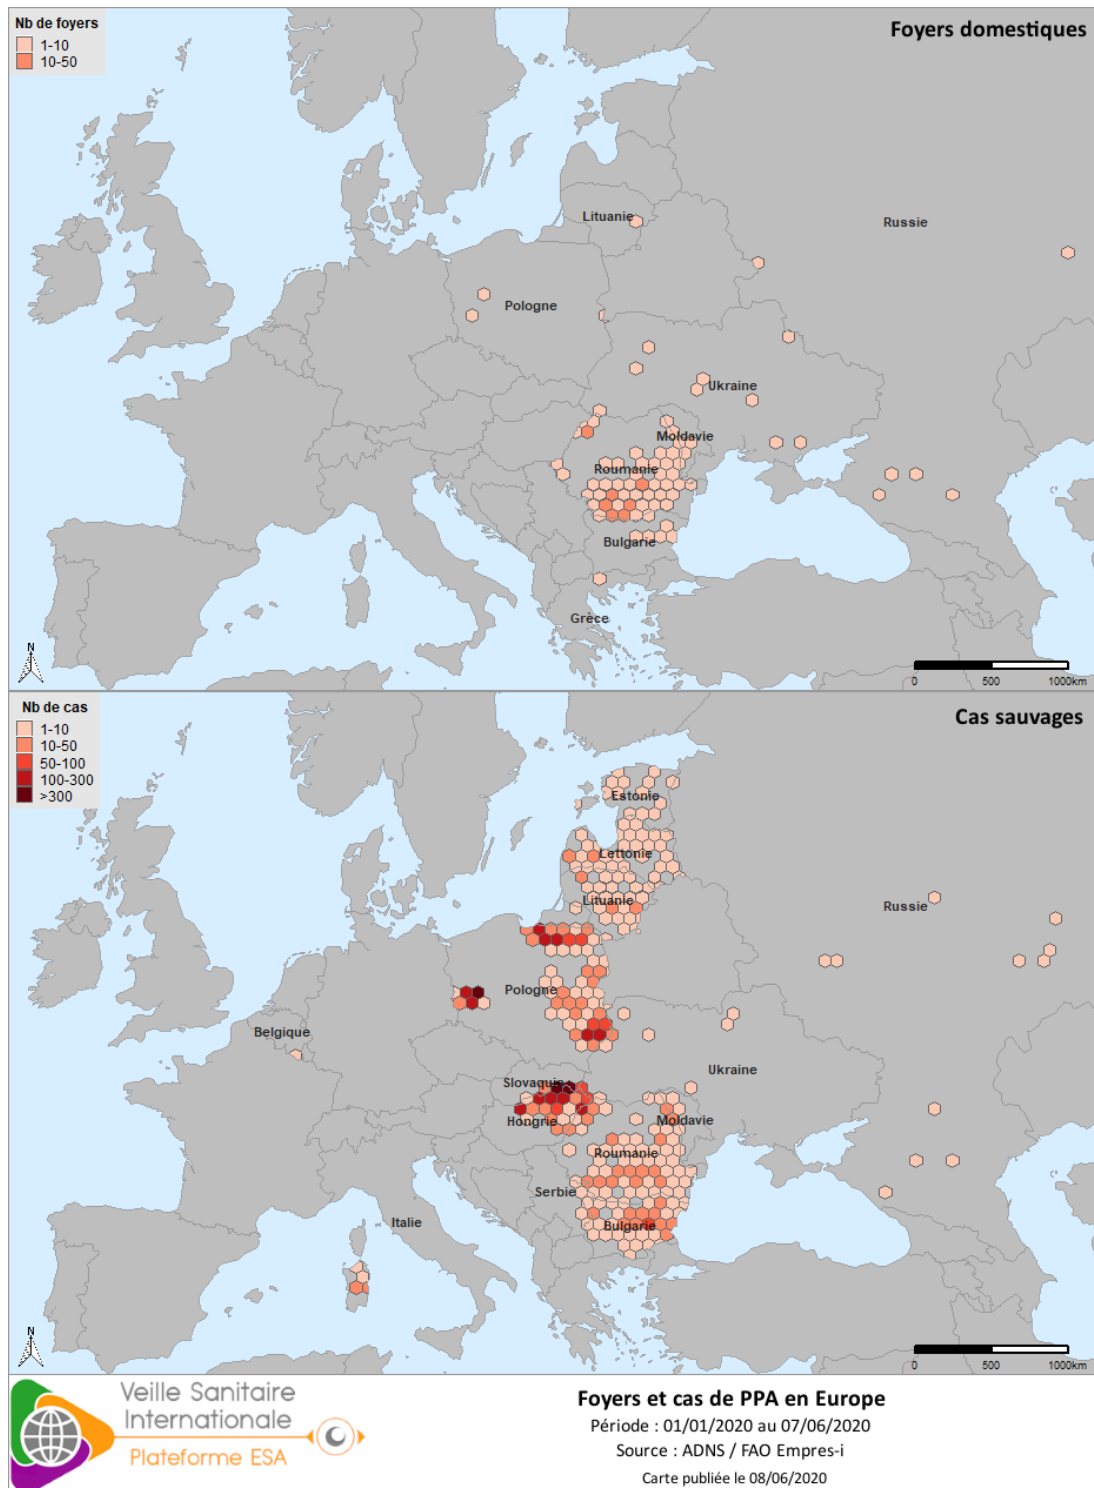 Nb de foyers
1-10
10-50
Foyers domestiques
Lituanie
Russie
Pologne
Ukraine
Moldavie
Roumanie
Bulgarie
Grèce
N
0 500 1000km
Nb de cas
1-10
10-50
50-100
100-300
>300
Cas sauvages
Estonie
Lettonie
Lituanie
Russie
Pologne
Belgique
Ukraine
Slovaquie
Hongrie
Moldavie
Roumanie
Serbie
Italie
Bulgarie
N
0 500 1000km
Veille Sanitaire
Internationale
Plateforme ESA
Foyers et cas de PPA en Europe
Période : 01/01/2020 au 07/06/2020
Source : ADNS / FAO Empres-i
Carte publiée le 08/06/2020